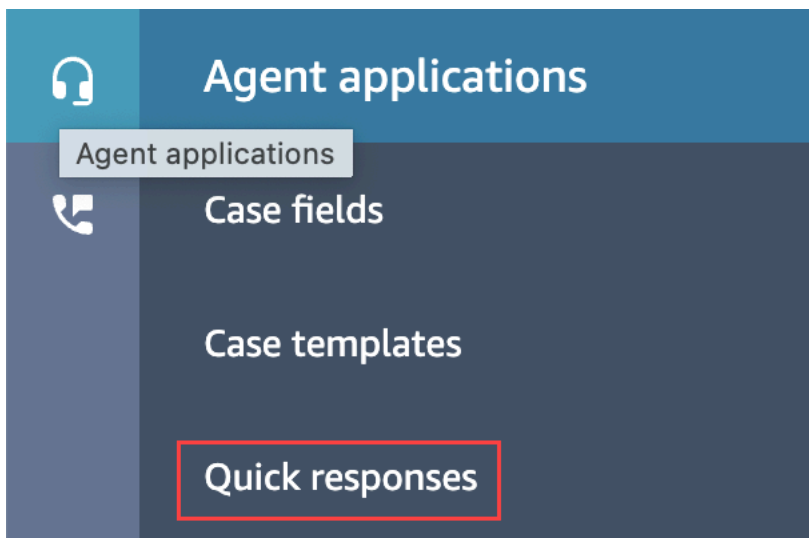 Agent applications
Agent applications
Case fields
Case templates
Quick responses